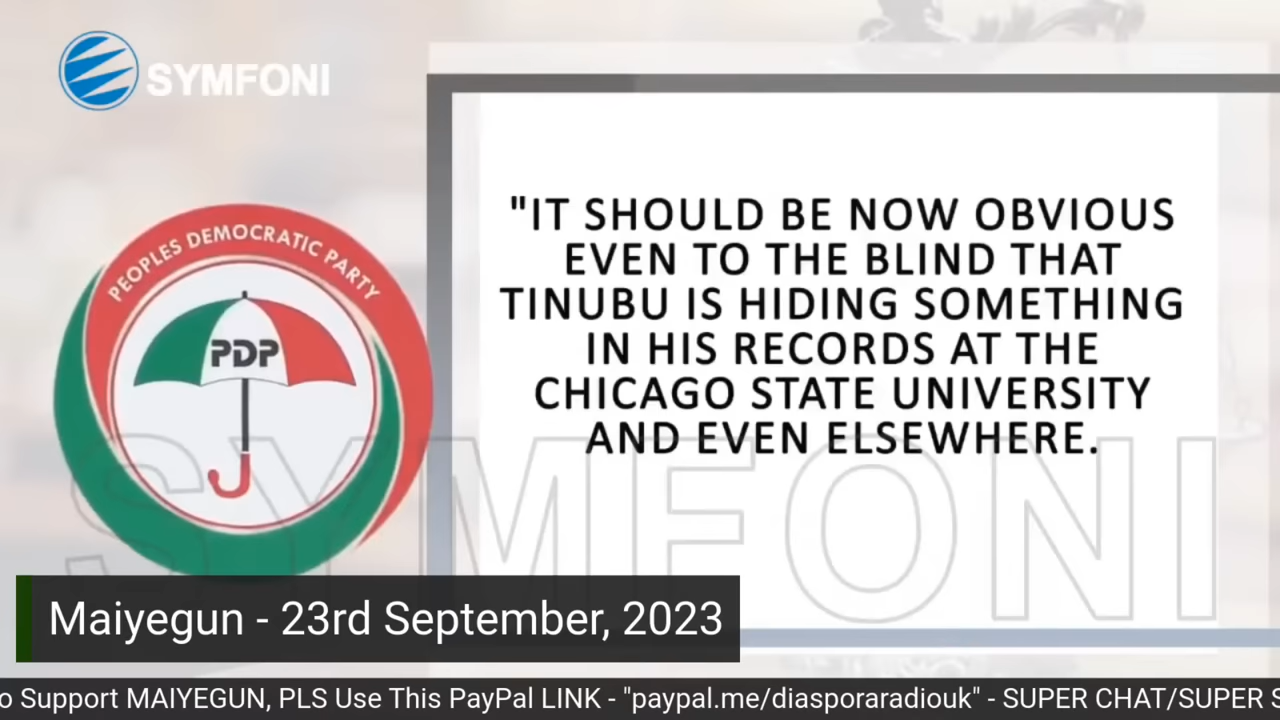 SYMFONI
PEOPLES DEMOCRATIC PARTY
PDP
"IT SHOULD BE NOW OBVIOUS
EVEN TO THE BLIND THAT
TINUBU IS HIDING SOMETHING
IN HIS RECORDS AT THE
CHICAGO STATE UNIVERSITY
AND EVEN ELSEWHERE.
SYMFONI
Maiyegun - 23rd September, 2023
o Support MAIYEGUN, PLS Use This PayPal LINK - "paypal.me/diasporaradiouk" - SUPER CHAT/SUPER S